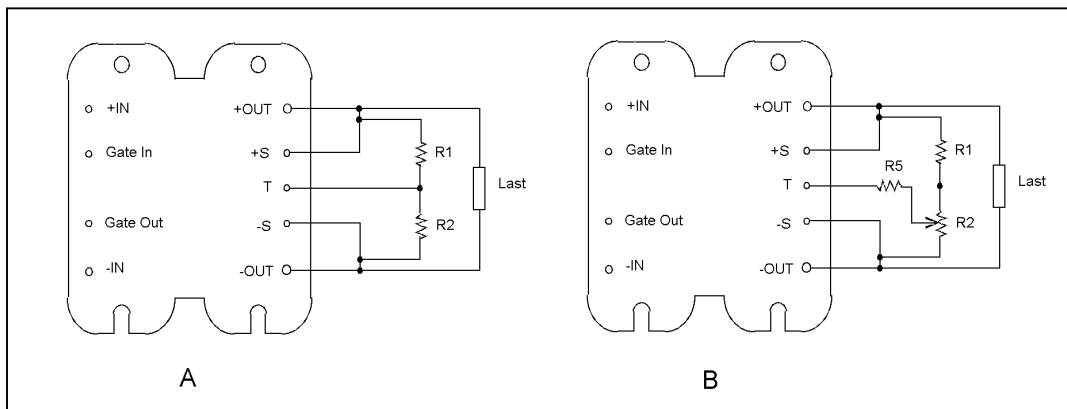 +IN
+OUT
Gate In
+S
R1
T
Last
Gate Out
-S
R2
-IN
-OUT
A
+IN
+OUT
Gate In
+S
R1
R5
T
Last
Gate Out
-S
R2
-IN
-OUT
B